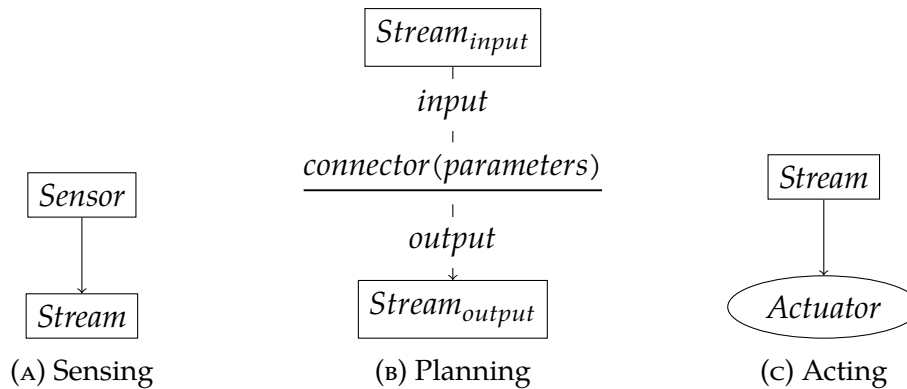 Sensor
Stream
(A) Sensing
Stream_input
input
connector(parameters)
output
Stream_output
(B) Planning
Stream
Actuator
(C) Acting